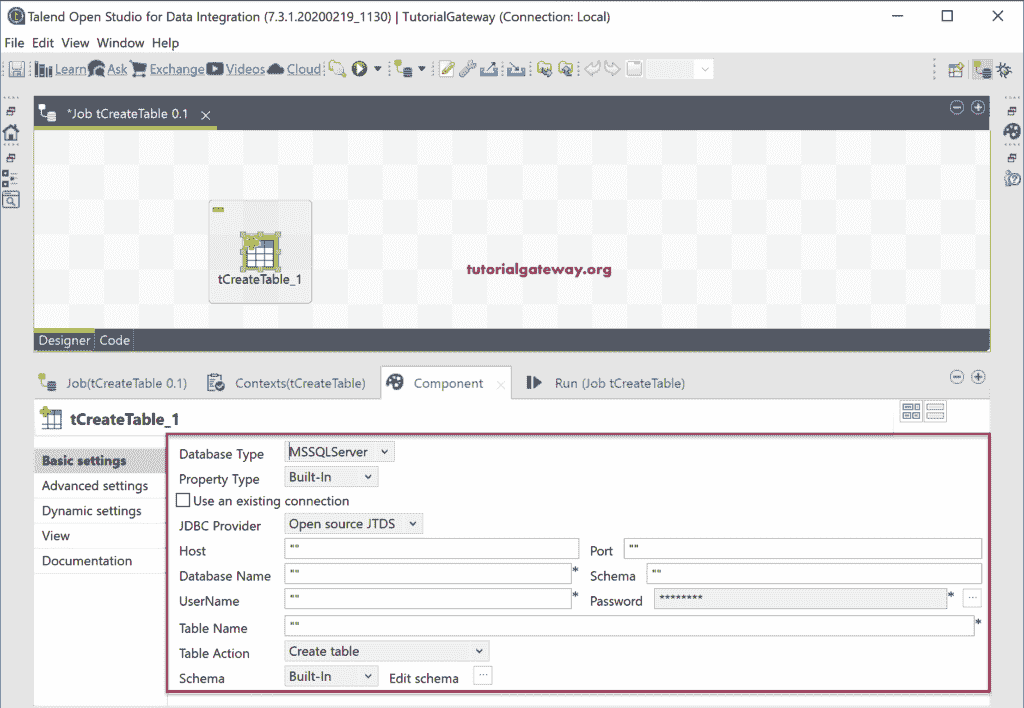 Talend Open Studio for Data Integration (7.3.1.20200219_1130) | TutorialGateway (Connection: Local)
File Edit View Window Help
Learn Ask Exchange Videos Cloud
*Job tCreateTable 0.1
tCreateTable_1
tutorialgateway.org
Designer Code
Job(tCreateTable 0.1) Contexts(tCreateTable) Component Run (Job tCreateTable)
tCreateTable_1
Basic settings
Advanced settings
Dynamic settings
View
Documentation
Database Type MSSQLServer
Property Type Built-In
Use an existing connection
JDBC Provider Open source JTDS
Host "" Port ""
Database Name "" * Schema ""
UserName "" * Password ******** * ...
Table Name "" *
Table Action Create table
Schema Built-In Edit schema ...